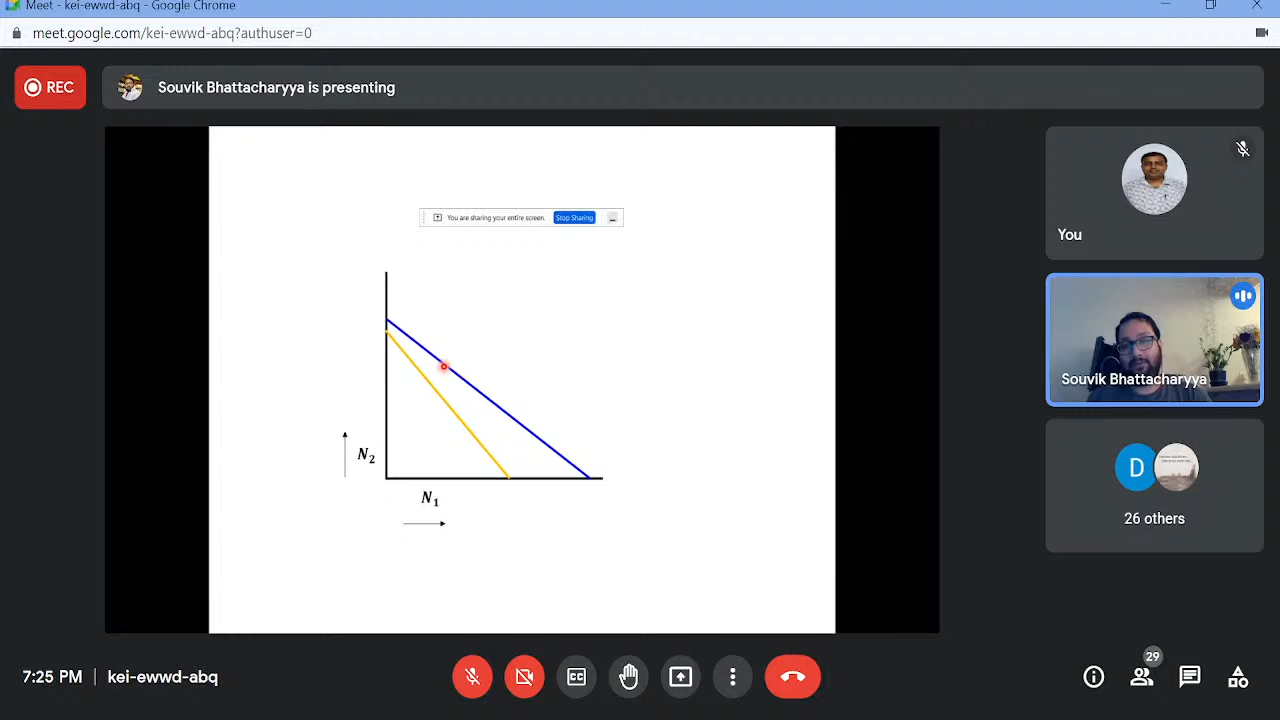 Meet - kei-ewwd-abq - Google Chrome
meet.google.com/kei-ewwd-abq?authuser=0
REC
Souvik Bhattacharyya is presenting
You are sharing your entire screen.
Stop Sharing
You
Souvik Bhattacharyya
N2
N1
D
26 others
7:25 PM | kei-ewwd-abq
CC
29